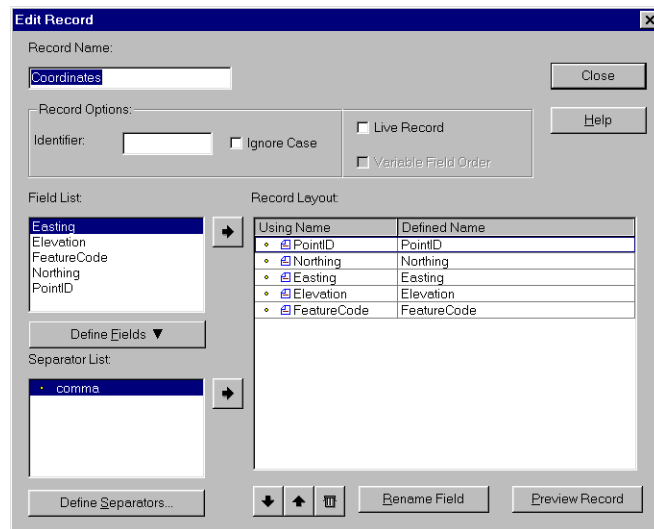 Edit Record
Record Name:
Coordinates
Close
Record Options:
Identifier:
Ignore Case
Live Record
Variable Field Order
Help
Field List:
Easting
Elevation
FeatureCode
Northing
PointID
Define Fields ▼
Separator List:
comma
Define Separators...
Record Layout:
Using Name Defined Name
PointID PointID
Northing Northing
Easting Easting
Elevation Elevation
FeatureCode FeatureCode
Rename Field
Preview Record